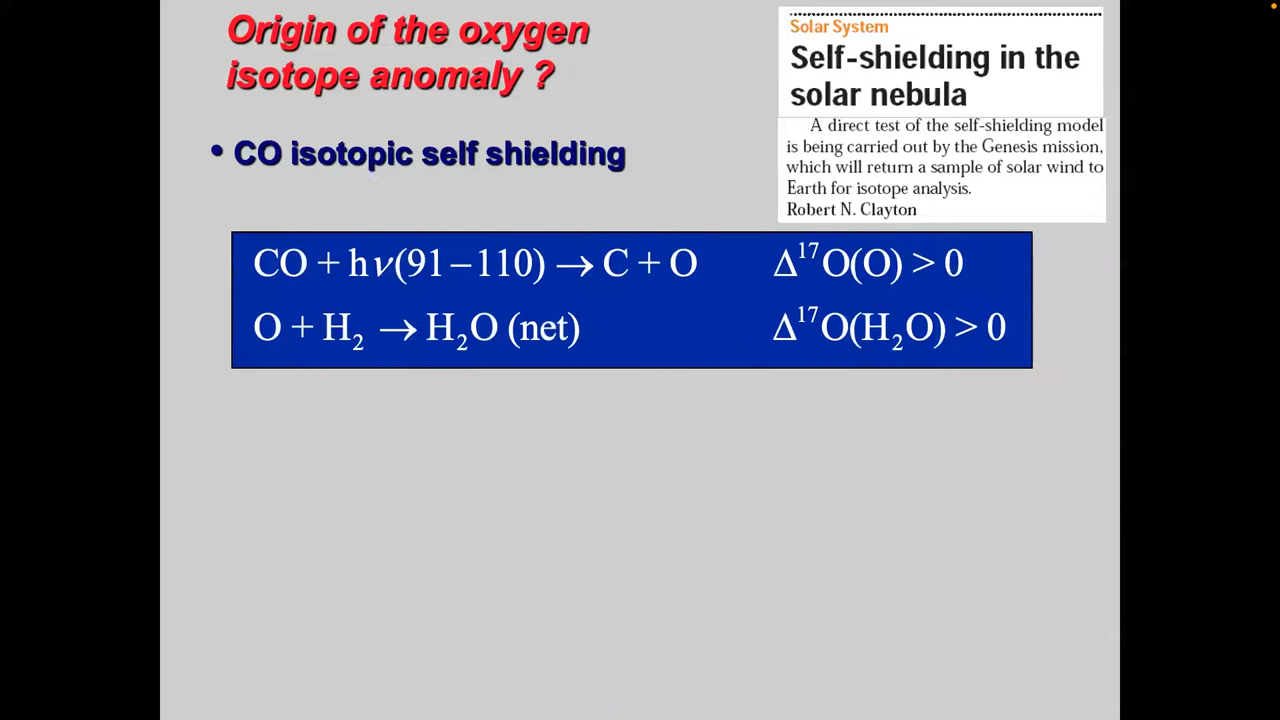 Origin of the oxygen
isotope anomaly ?
• CO isotopic self shielding
Solar System
Self-shielding in the
solar nebula
A direct test of the self-shielding model
is being carried out by the Genesis mission,
which will return a sample of solar wind to
Earth for isotope analysis.
Robert N. Clayton
CO + hν(91–110) → C + O Δ¹⁷O(O) > 0
O + H₂ → H₂O (net) Δ¹⁷O(H₂O) > 0